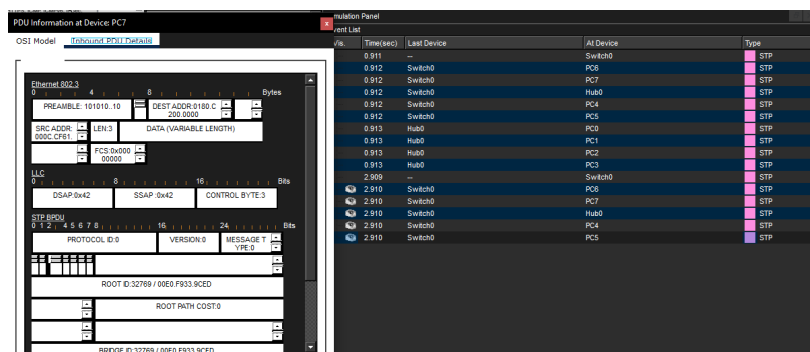 PDU Information at Device: PC7
x
OSI Model Inbound PDU Details
Ethernet 802.3
0 4 8 Bytes
PREAMBLE: 101010..10
DEST ADDR:0180.C
200.0000
SRC ADDR:
000C.CF61.
LEN:3
DATA (VARIABLE LENGTH)
FCS:0x000
00000
LLC
0 8 16 Bits
DSAP:0x42 SSAP:0x42 CONTROL BYTE:3
STP BPDU
0 1 2 4 5 6 7 8 16 24 Bits
PROTOCOL ID:0 VERSION:0 MESSAGE T
YPE:0
ROOT ID:32769 / 00E0.F933.9CED
ROOT PATH COST:0
BRIDGE ID:32769 / 00E0.F933.9CED
mulation Panel
vent List
Vis. Time(sec) Last Device At Device Type
0.911 -- Switch0 STP
0.912 Switch0 PC6 STP
0.912 Switch0 PC7 STP
0.912 Switch0 Hub0 STP
0.912 Switch0 PC4 STP
0.912 Switch0 PC5 STP
0.913 Hub0 PC0 STP
0.913 Hub0 PC1 STP
0.913 Hub0 PC2 STP
0.913 Hub0 PC3 STP
2.909 -- Switch0 STP
2.910 Switch0 PC6 STP
2.910 Switch0 PC7 STP
2.910 Switch0 Hub0 STP
2.910 Switch0 PC4 STP
2.910 Switch0 PC5 STP